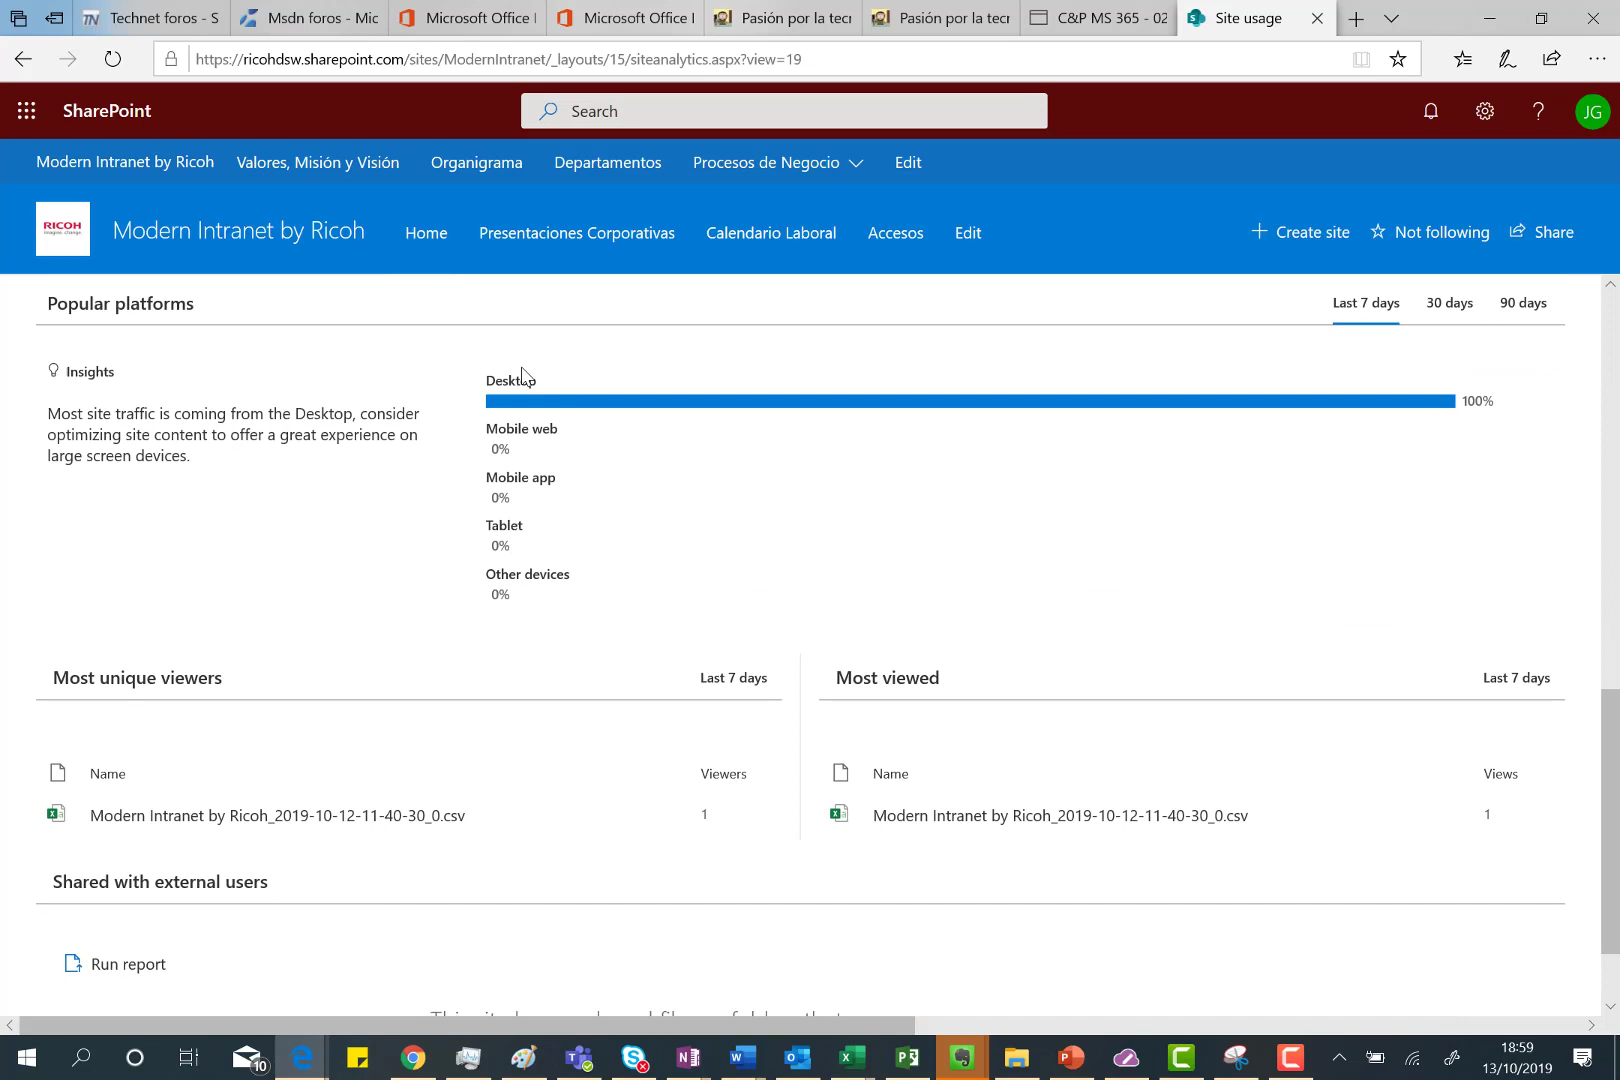 Technet foros - S
Msdn foros - Mic
Microsoft Office I
Microsoft Office I
Pasión por la tecr
Pasión por la tecr
C&P MS 365 - 02
Site usage
https://ricohdsw.sharepoint.com/sites/ModernIntranet/_layouts/15/siteanalytics.aspx?view=19
SharePoint
Search
JG
Modern Intranet by Ricoh
Valores, Misión y Visión
Organigrama
Departamentos
Procesos de Negocio
Edit
RICOH
imagine. change.
Modern Intranet by Ricoh
Home
Presentaciones Corporativas
Calendario Laboral
Accesos
Edit
Create site
Not following
Share
Popular platforms
Last 7 days
30 days
90 days
Insights
Most site traffic is coming from the Desktop, consider
optimizing site content to offer a great experience on
large screen devices.
Desktop
100%
Mobile web
0%
Mobile app
0%
Tablet
0%
Other devices
0%
Most unique viewers
Last 7 days
Name
Viewers
Modern Intranet by Ricoh_2019-10-12-11-40-30_0.csv
1
Most viewed
Last 7 days
Name
Views
Modern Intranet by Ricoh_2019-10-12-11-40-30_0.csv
1
Shared with external users
Run report
10
18:59
13/10/2019